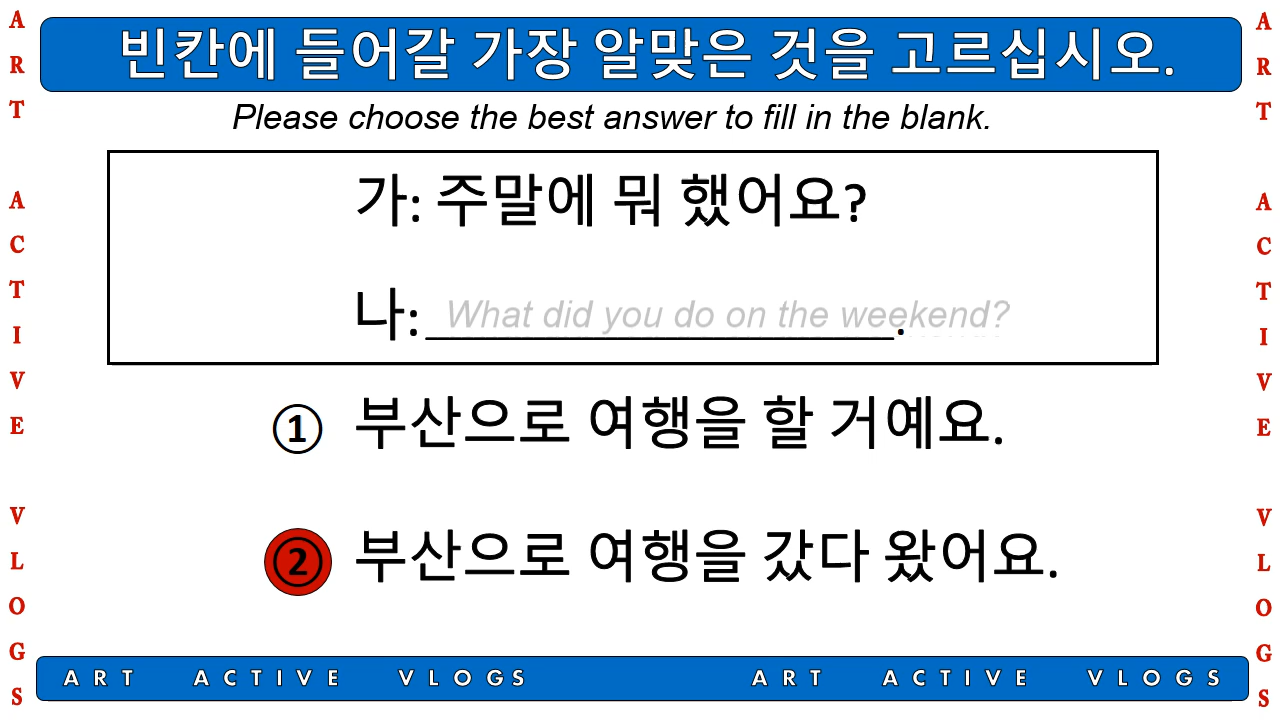 빈칸에 들어갈 가장 알맞은 것을 고르십시오.
Please choose the best answer to fill in the blank.
가: 주말에 뭐 했어요?
나: What did you do on the weekend? .
① 부산으로 여행을 할 거예요.
② 부산으로 여행을 갔다 왔어요.
ART ACTIVE VLOGS
ART ACTIVE VLOGS
ART ACTIVE VLOGS
ART ACTIVE VLOGS